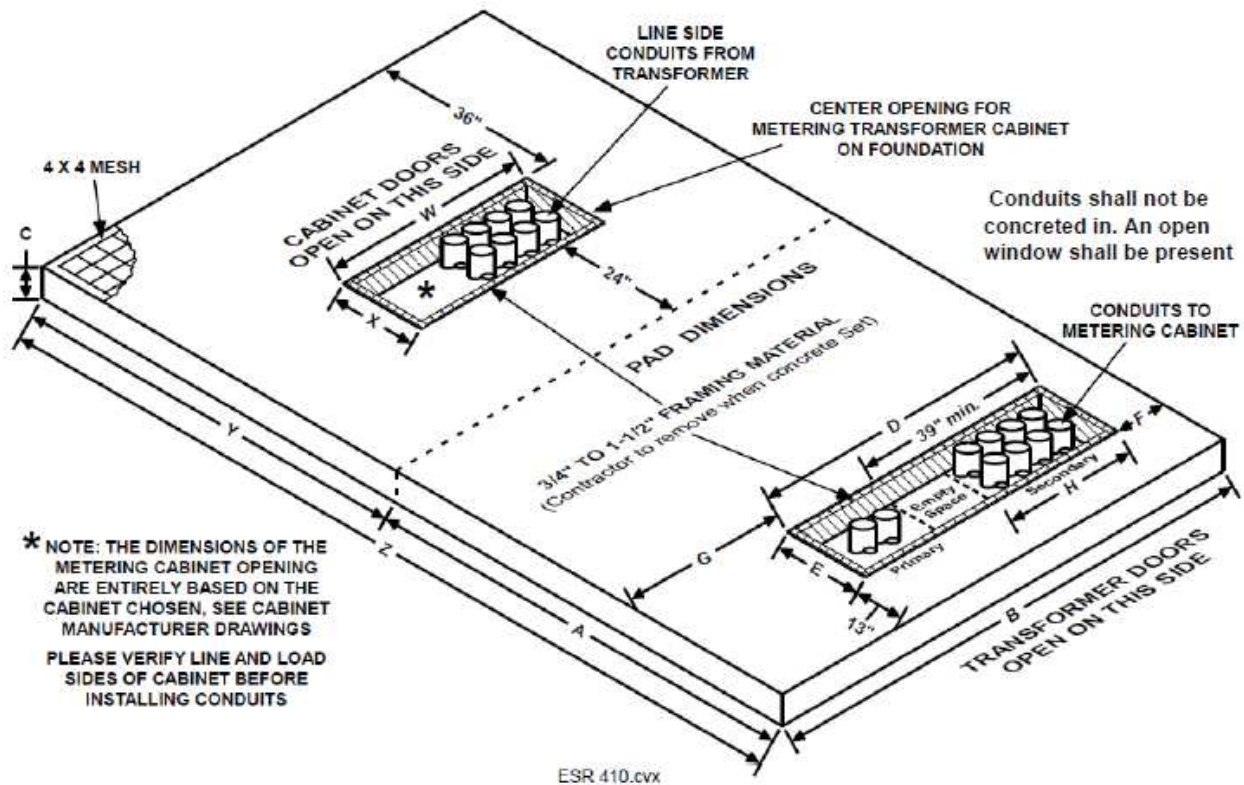 LINE SIDE
CONDUITS FROM
TRANSFORMER
36"
CENTER OPENING FOR
METERING TRANSFORMER CABINET
ON FOUNDATION
4 X 4 MESH
CABINET DOORS
OPEN ON THIS SIDE
W
Conduits shall not be
concreted in. An open
window shall be present
C
24"
*
X
PAD DIMENSIONS
CONDUITS TO
METERING CABINET
3/4" TO 1-1/2" FRAMING MATERIAL
(Contractor to remove when concrete Set)
D
39" min.
F
Y
Z
A
G
Empty
Space
Secondary
H
Primary
E
13"
B
TRANSFORMER DOORS
OPEN ON THIS SIDE
* NOTE: THE DIMENSIONS OF THE
METERING CABINET OPENING
ARE ENTIRELY BASED ON THE
CABINET CHOSEN, SEE CABINET
MANUFACTURER DRAWINGS
PLEASE VERIFY LINE AND LOAD
SIDES OF CABINET BEFORE
INSTALLING CONDUITS
ESR 410.cvx